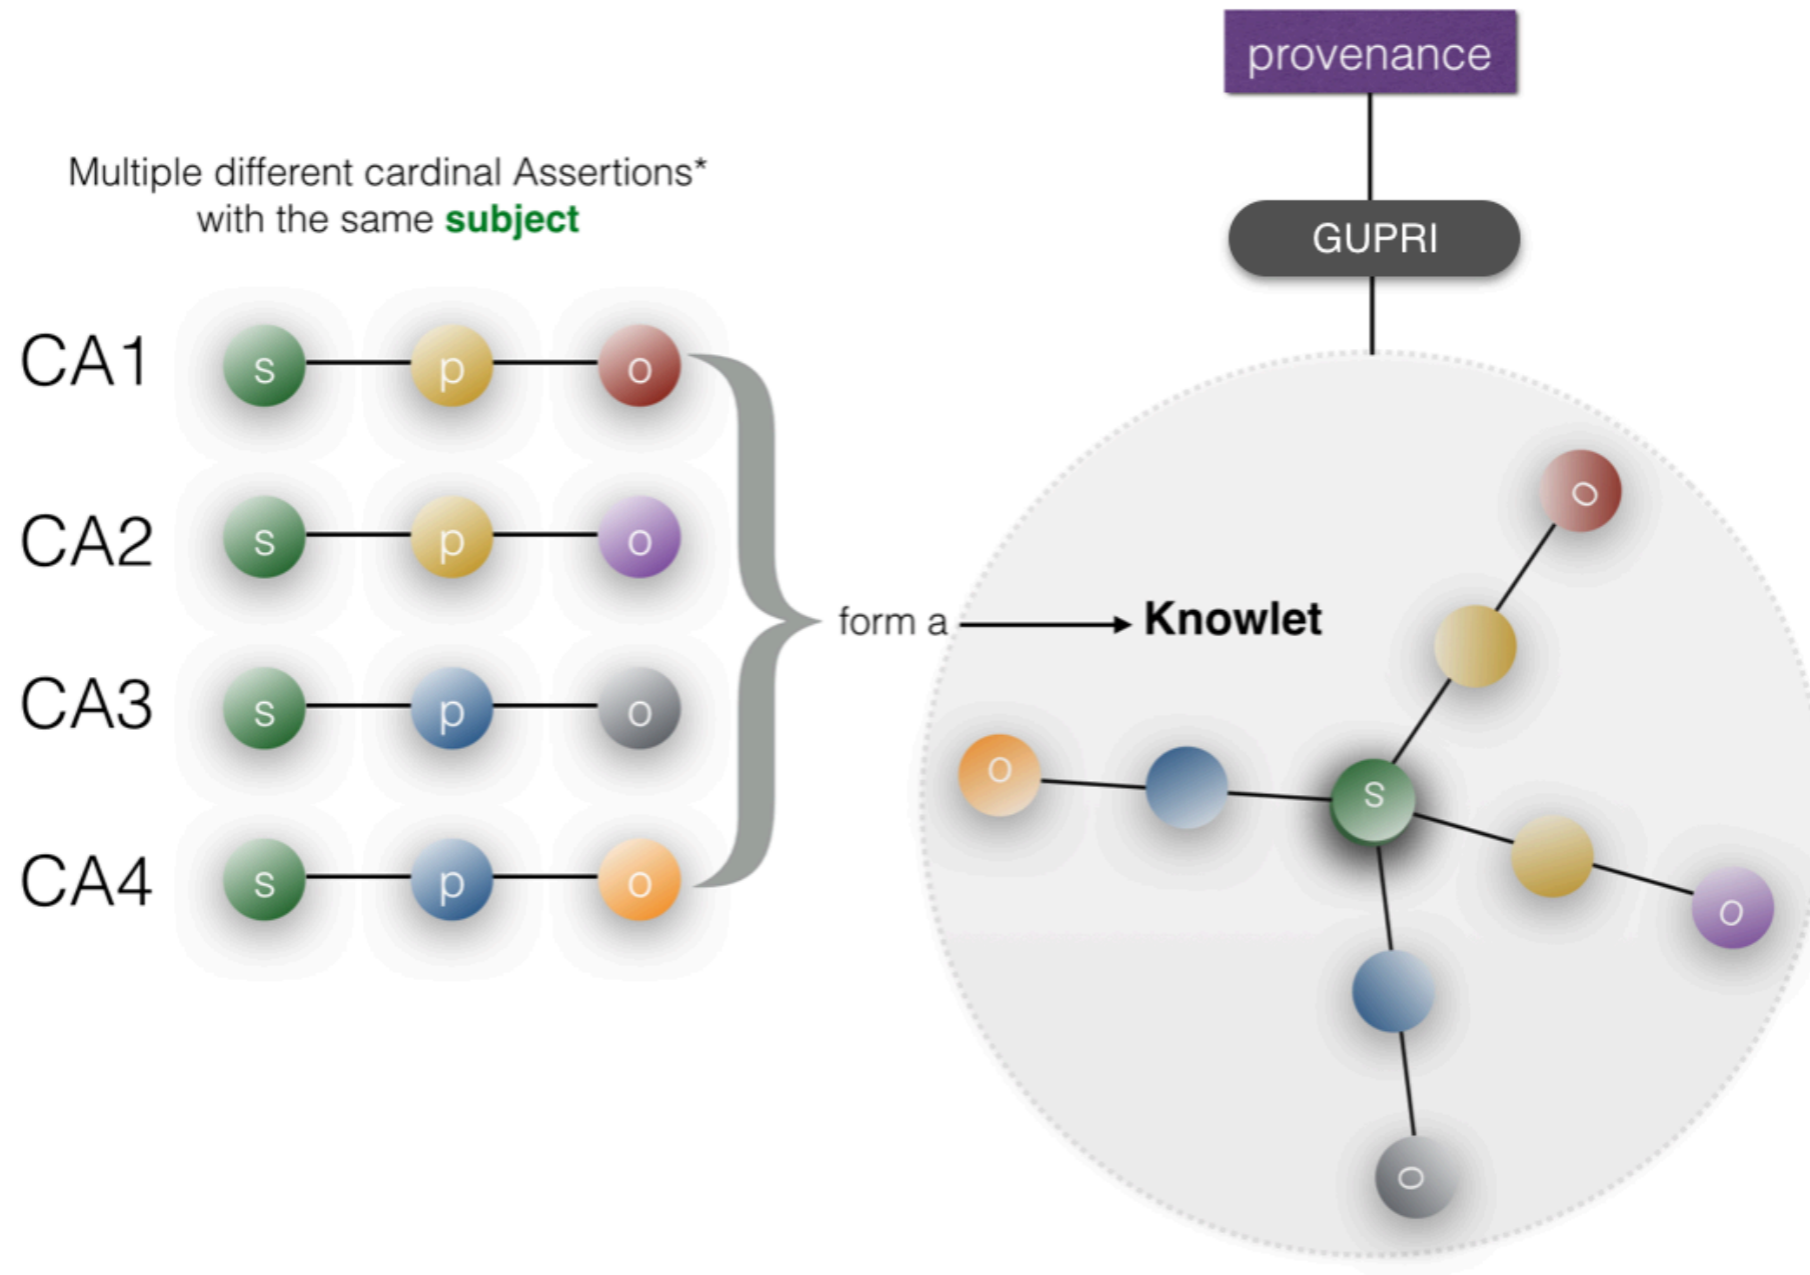 provenance
GUPRI
Multiple different cardinal Assertions*
with the same subject
CA1 s p o
CA2 s p o
CA3 s p o
CA4 s p o
form a Knowlet
o
o s
o
o